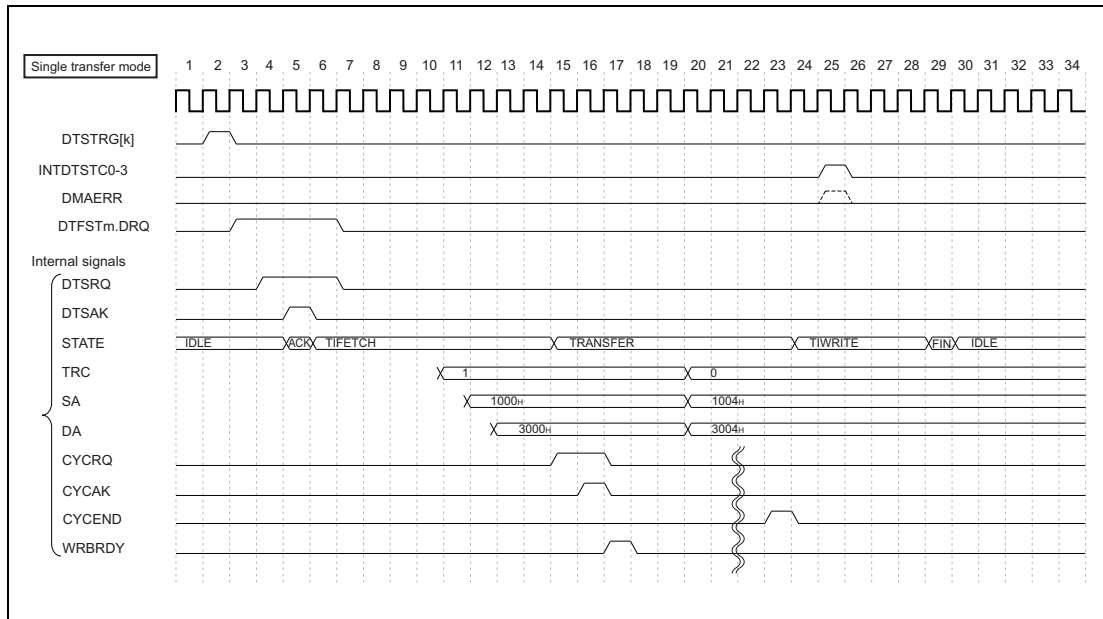 Single transfer mode 1 2 3 4 5 6 7 8 9 10 11 12 13 14 15 16 17 18 19 20 21 22 23 24 25 26 27 28 29 30 31 32 33 34
DTSTRG[k]
INTDTSTC0-3
DMAERR
DTFSTm.DRQ
Internal signals
DTSRQ
DTSAK
STATE IDLE ACK TIFETCH TRANSFER TIWRITE FIN IDLE
TRC 1 0
SA 1000H 1004H
DA 3000H 3004H
CYCRQ
CYCAK
CYCEND
WRBRDY